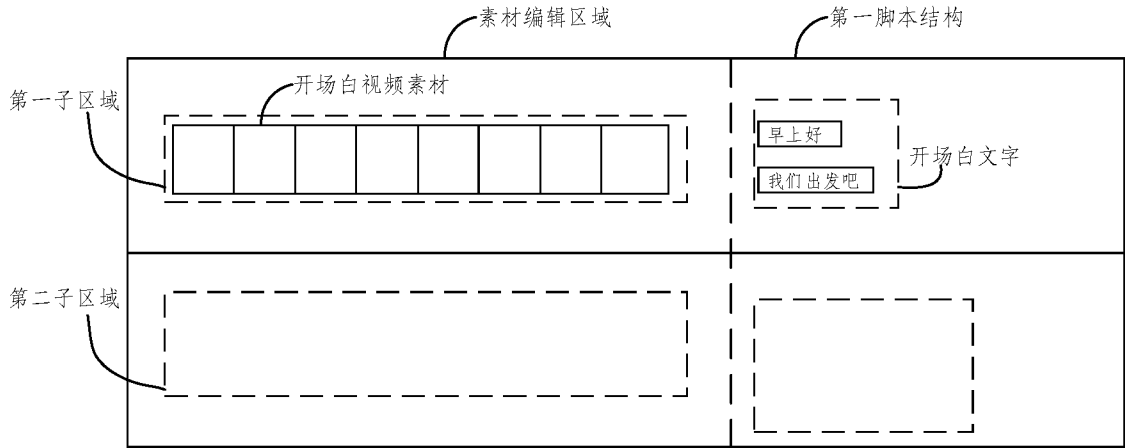 素材编辑区域
第一脚本结构
第一子区域
开场白视频素材
早上好
开场白文字
我们出发吧
第二子区域